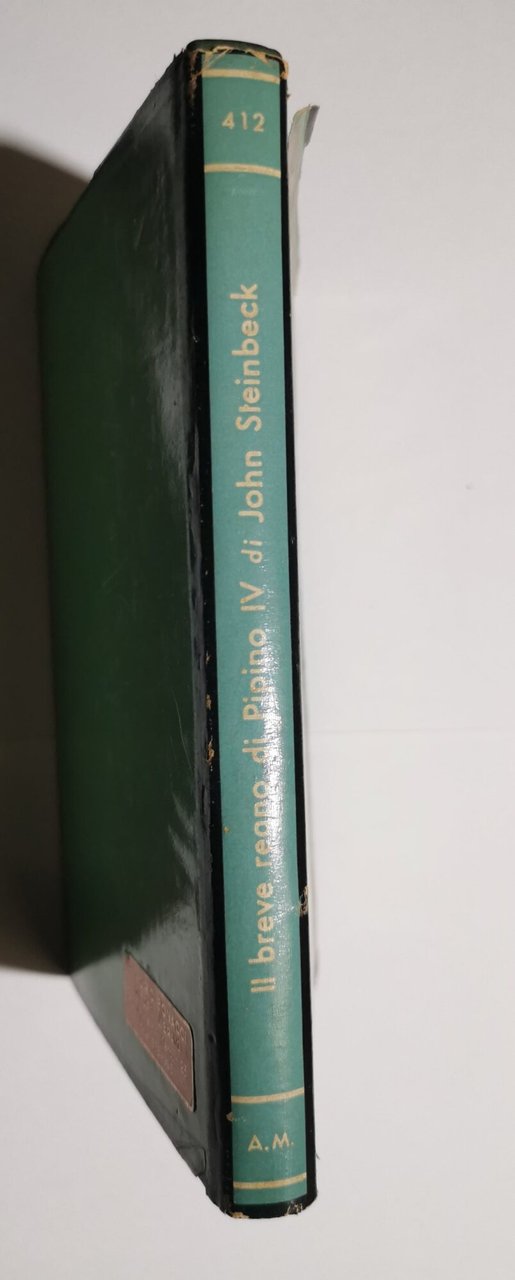 412
Il breve regno di Pipino IV di John Steinbeck
A.M.